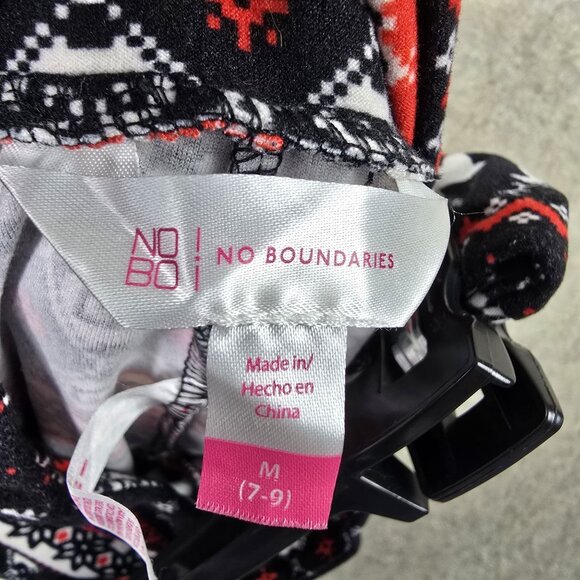 NO
BO
NO BOUNDARIES
Made in/
Hecho en
China
M
(7-9)